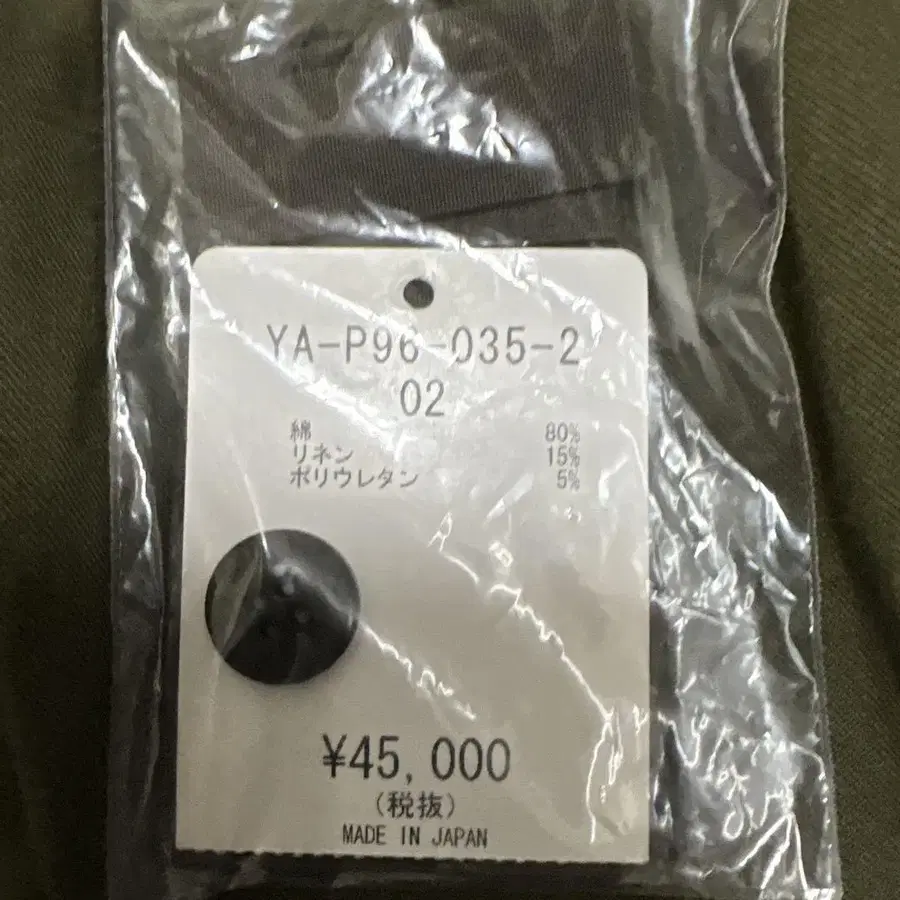 YA-P96-035-2
02
綿 80%
リネン 15%
ポリウレタン 5%
¥45,000
(税抜)
MADE IN JAPAN